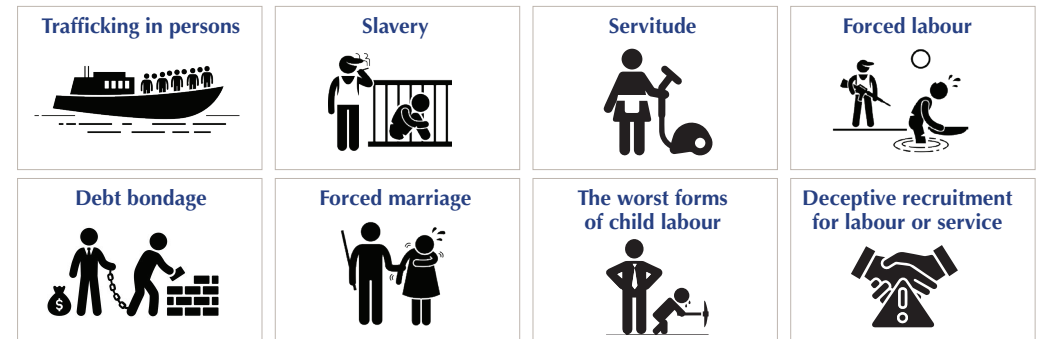 Trafficking in persons
Slavery
Servitude
Forced labour
Debt bondage
$
Forced marriage
The worst forms
of child labour
Deceptive recruitment
for labour or service
!